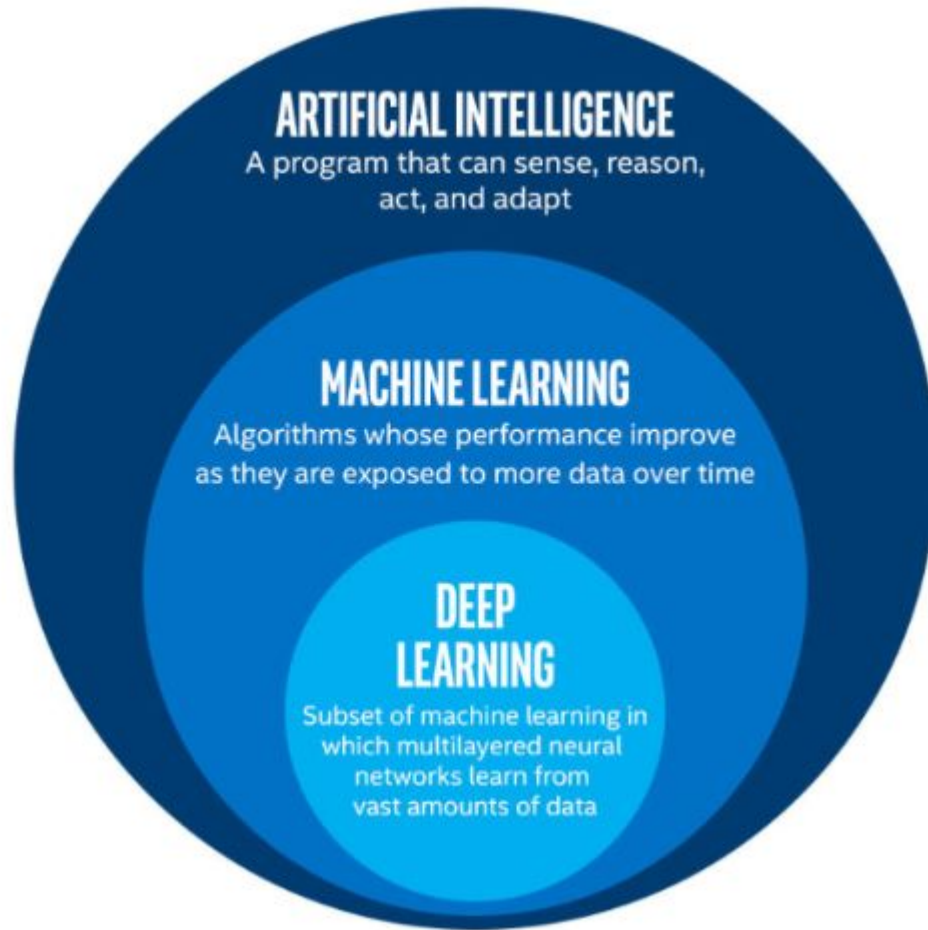 ARTIFICIAL INTELLIGENCE
A program that can sense, reason,
act, and adapt
MACHINE LEARNING
Algorithms whose performance improve
as they are exposed to more data over time
DEEP
LEARNING
Subset of machine learning in
which multilayered neural
networks learn from
vast amounts of data